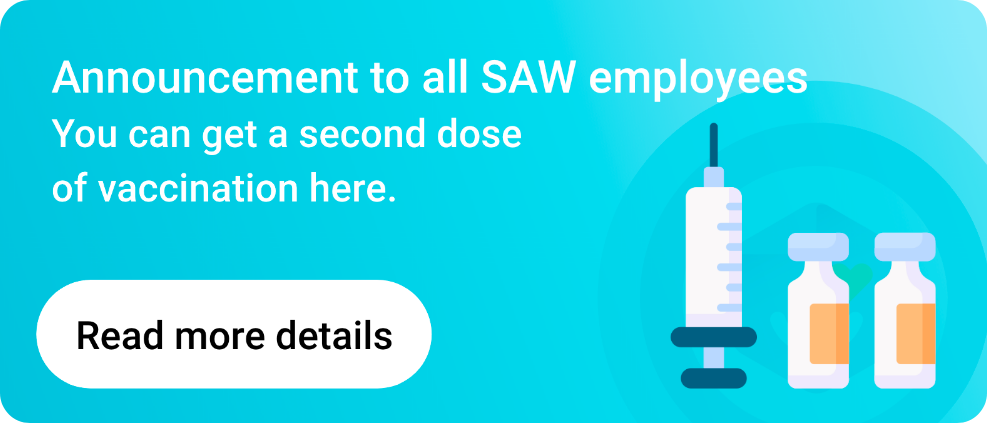 Announcement to all SAW employees
You can get a second dose
of vaccination here.
Read more details